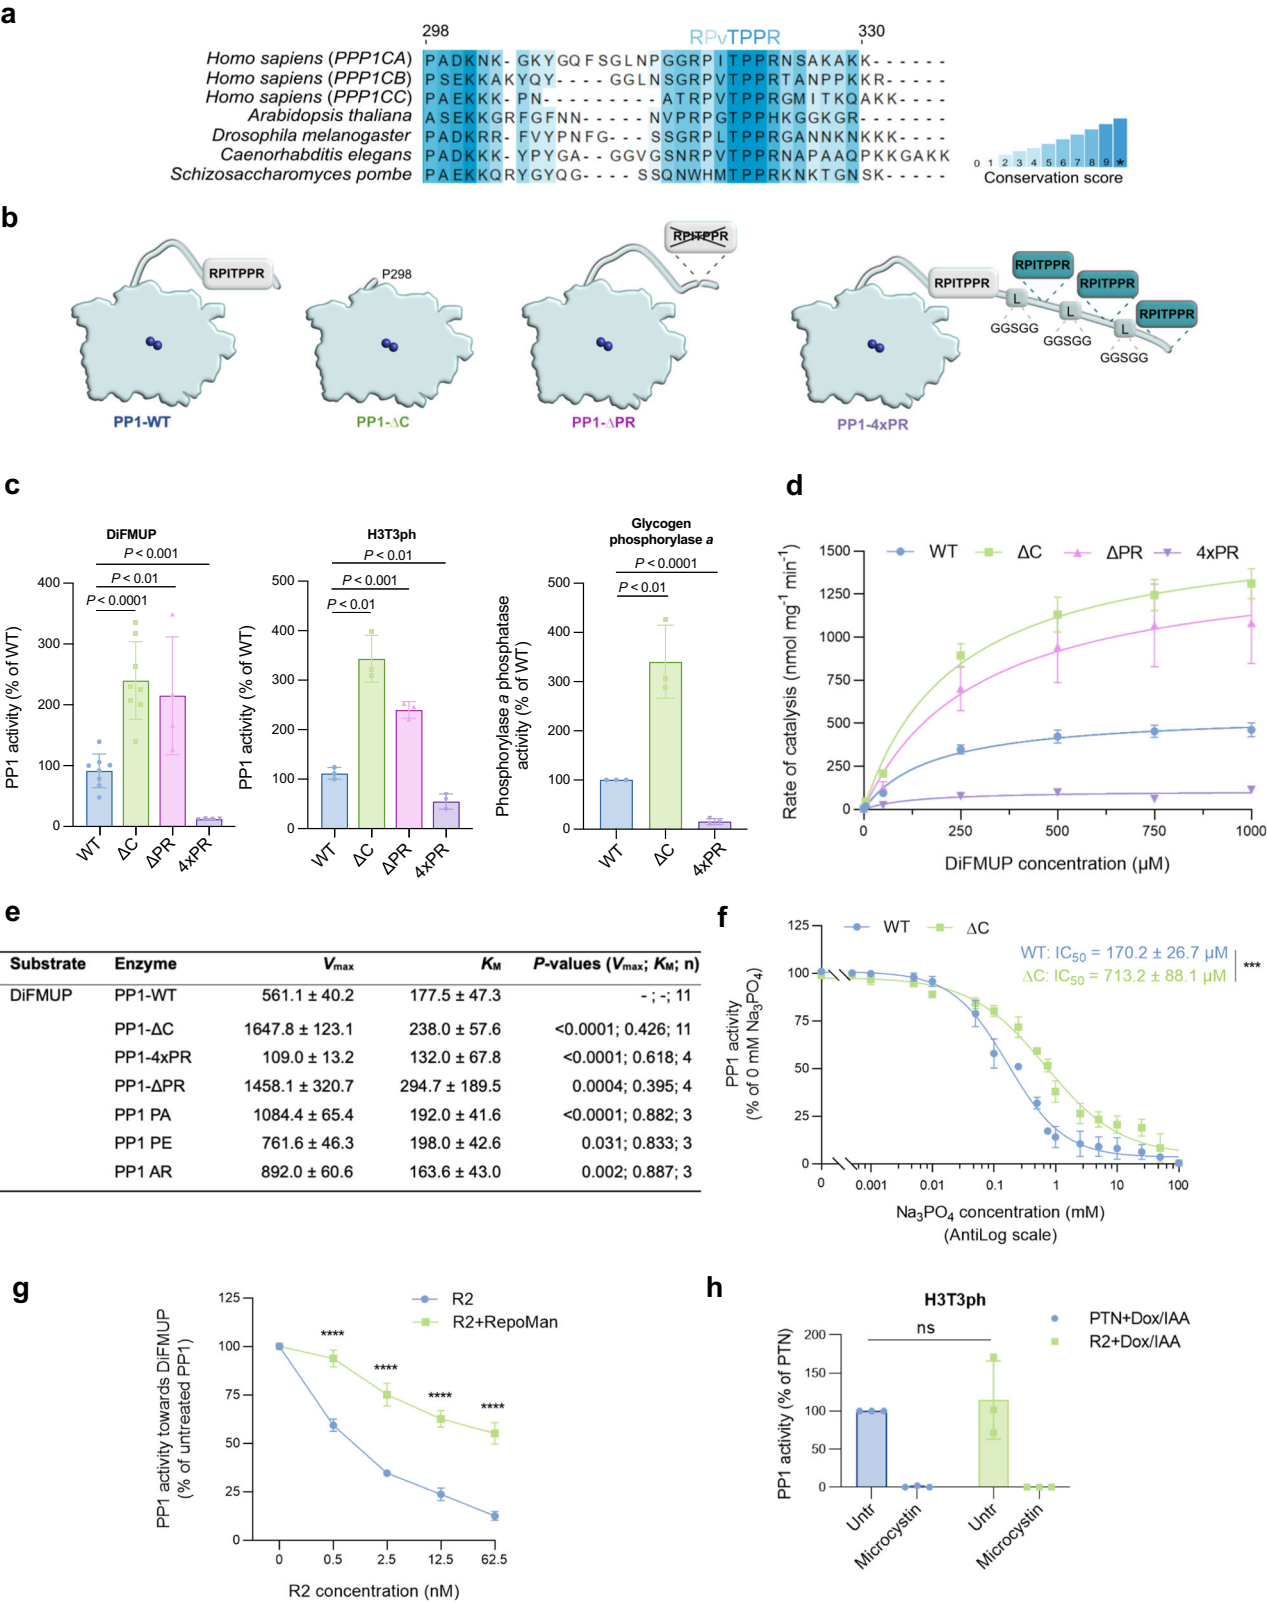 a
298
RPvTPPR
330
Homo sapiens (PPP1CA) PADKNK-GKYGQFSGLNPGGRPITPPRNSAKAKK-----
Homo sapiens (PPP1CB) PSEKKAKYQY----GGLNSGRPVTPPRTANPPKKR----
Homo sapiens (PPP1CC) PAEKKK-PN----------ATRPVTPPRGMITKQAKK----
Arabidopsis thaliana ASEKKGRFGFNN-----NVPRPGTPPHKGGKGR------
Drosophila melanogaster PADKRR-FVYPNFG---SSGRPLTPPRGANNKNKKK---
Caenorhabditis elegans PADKKK-YPYGA--GGVGSNRPVTPPRNAPAAQPKKGAKK
Schizosaccharomyces pombe PAEKKQRYGYQG----SSQNWHMTPPRKNKTGNSK-----
0 1 2 3 4 5 6 7 8 9 *
Conservation score
b
RPITPPR
PP1-WT
P298
PP1-ΔC
RPITPPR
PP1-ΔPR
RPITPPR
RPITPPR
RPITPPR
RPITPPR
L
L
L
GGSGG
GGSGG
GGSGG
PP1-4xPR
c
DiFMUP
P < 0.001
P < 0.01
P < 0.0001
PP1 activity (% of WT)
400
300
200
100
0
WT
ΔC
ΔPR
4xPR
H3T3ph
P < 0.01
P < 0.001
P < 0.01
PP1 activity (% of WT)
500
400
300
200
100
0
WT
ΔC
ΔPR
4xPR
Glycogen
phosphorylase a
P < 0.0001
P < 0.01
Phosphorylase a phosphatase
activity (% of WT)
500
400
300
200
100
0
WT
ΔC
4xPR
d
WT ΔC ΔPR 4xPR
Rate of catalysis (nmol mg⁻¹ min⁻¹)
1500
1250
1000
750
500
250
0
0 250 500 750 1000
DiFMUP concentration (µM)
e
Substrate Enzyme Vmax KM P-values (Vmax; KM; n)
DiFMUP PP1-WT 561.1 ± 40.2 177.5 ± 47.3 - ; -; 11
PP1-ΔC 1647.8 ± 123.1 238.0 ± 57.6 <0.0001; 0.426; 11
PP1-4xPR 109.0 ± 13.2 132.0 ± 67.8 <0.0001; 0.618; 4
PP1-ΔPR 1458.1 ± 320.7 294.7 ± 189.5 0.0004; 0.395; 4
PP1 PA 1084.4 ± 65.4 192.0 ± 41.6 <0.0001; 0.882; 3
PP1 PE 761.6 ± 46.3 198.0 ± 42.6 0.031; 0.833; 3
PP1 AR 892.0 ± 60.6 163.6 ± 43.0 0.002; 0.887; 3
f
WT ΔC
WT: IC50 = 170.2 ± 26.7 µM
ΔC: IC50 = 713.2 ± 88.1 µM
***
PP1 activity
(% of 0 mM Na₃PO₄)
125
100
75
50
25
0
0 0.001 0.01 0.1 1 10 100
Na₃PO₄ concentration (mM)
(AntiLog scale)
g
R2
R2+RepoMan
PP1 activity towards DiFMUP
(% of untreated PP1)
125
100
75
50
25
0
****
****
****
****
0 0.5 2.5 12.5 62.5
R2 concentration (nM)
h
H3T3ph
ns
PTN+Dox/IAA
R2+Dox/IAA
PP1 activity (% of PTN)
200
150
100
50
0
Untr
Microcystin
Untr
Microcystin